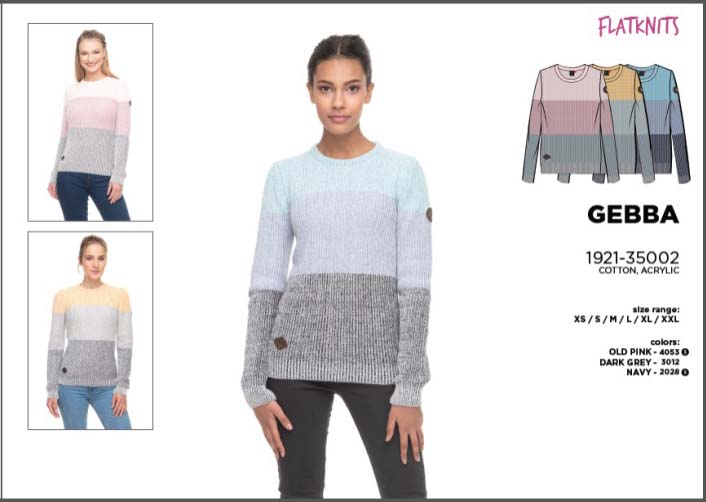 FLATKNITS
GEBBA
1921-35002
COTTON, ACRYLIC
size range:
XS / S / M / L / XL / XXL
colors:
OLD PINK - 4053
DARK GREY - 3012
NAVY - 2028